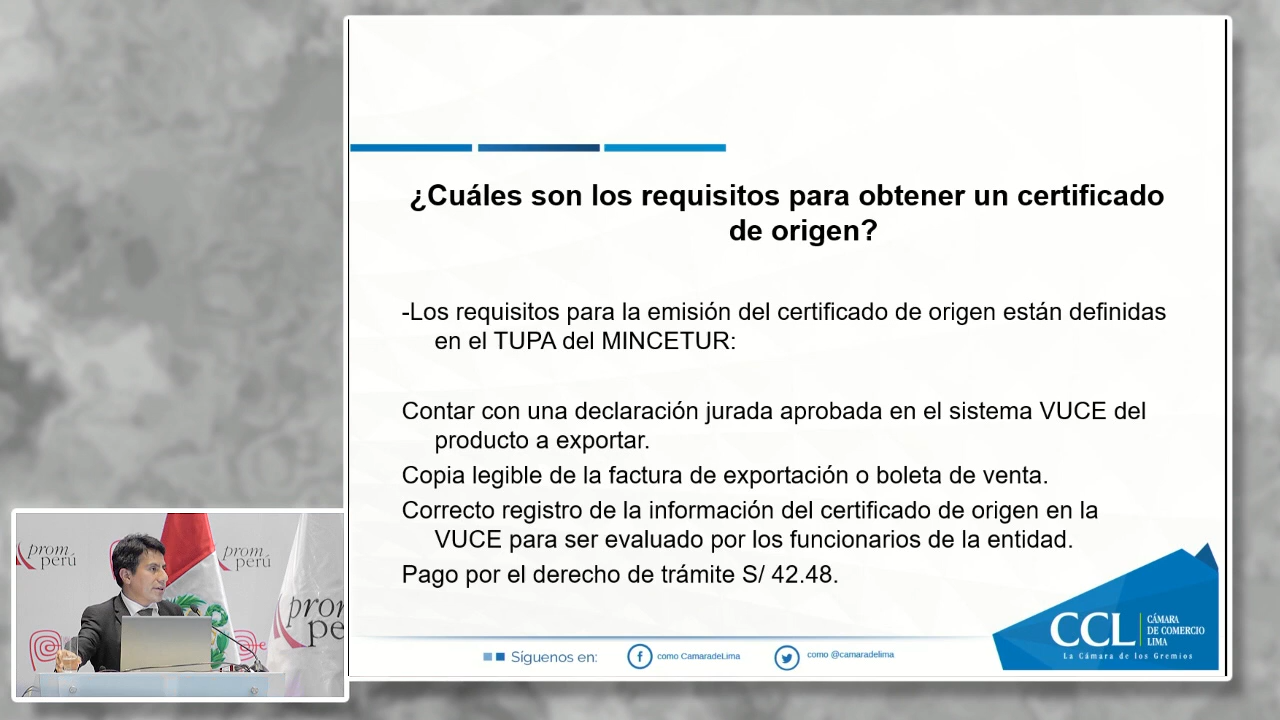 ¿Cuáles son los requisitos para obtener un certificado
de origen?
-Los requisitos para la emisión del certificado de origen están definidas
en el TUPA del MINCETUR:
Contar con una declaración jurada aprobada en el sistema VUCE del
producto a exportar.
Copia legible de la factura de exportación o boleta de venta.
Correcto registro de la información del certificado de origen en la
VUCE para ser evaluado por los funcionarios de la entidad.
Pago por el derecho de trámite S/ 42.48.
Síguenos en:
como CamaradeLima
como @camaradelima
CCL
CÁMARA
DE COMERCIO
LIMA
La Cámara de los Gremios
prom
perú
prom
perú
prom
pe